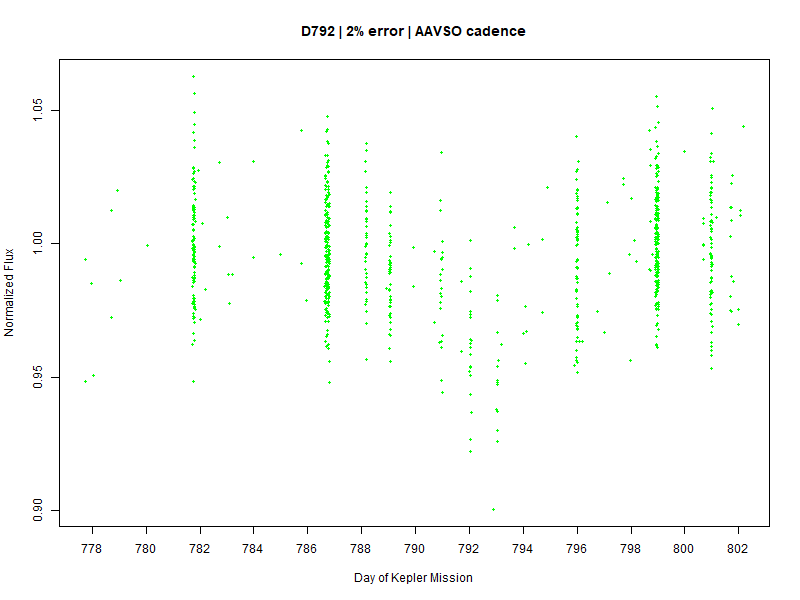 D792 | 2% error | AAVSO cadence
Normalized Flux
1.05
1.00
0.95
0.90
778 780 782 784 786 788 790 792 794 796 798 800 802
Day of Kepler Mission